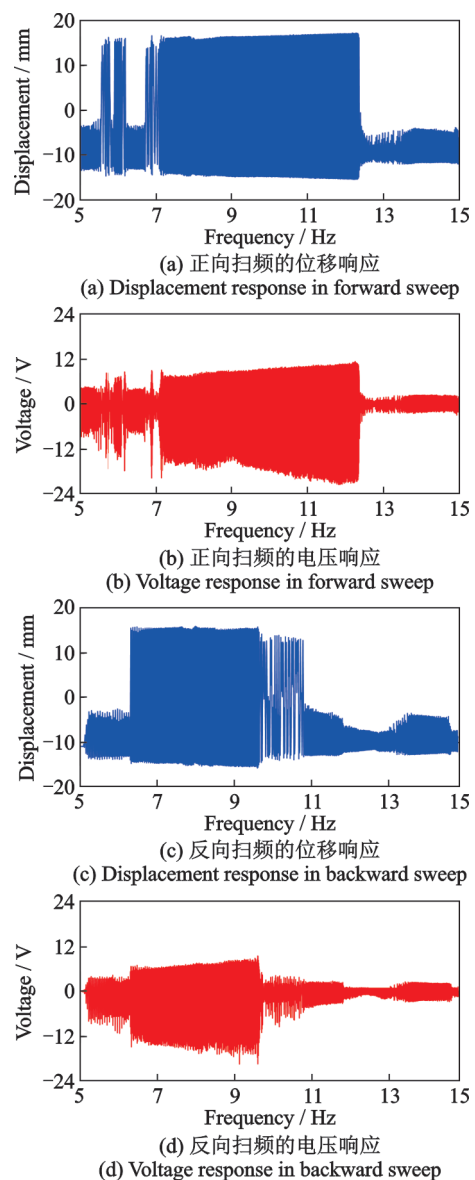 20
10
0
−10
−20
Displacement / mm
5 7 9 11 13 15
Frequency / Hz
(a) 正向扫频的位移响应
(a) Displacement response in forward sweep
24
12
0
−12
−24
Voltage / V
5 7 9 11 13 15
Frequency / Hz
(b) 正向扫频的电压响应
(b) Voltage response in forward sweep
20
10
0
−10
−20
Displacement / mm
5 7 9 11 13 15
Frequency / Hz
(c) 反向扫频的位移响应
(c) Displacement response in backward sweep
24
12
0
−12
−24
Voltage / V
5 7 9 11 13 15
Frequency / Hz
(d) 反向扫频的电压响应
(d) Voltage response in backward sweep